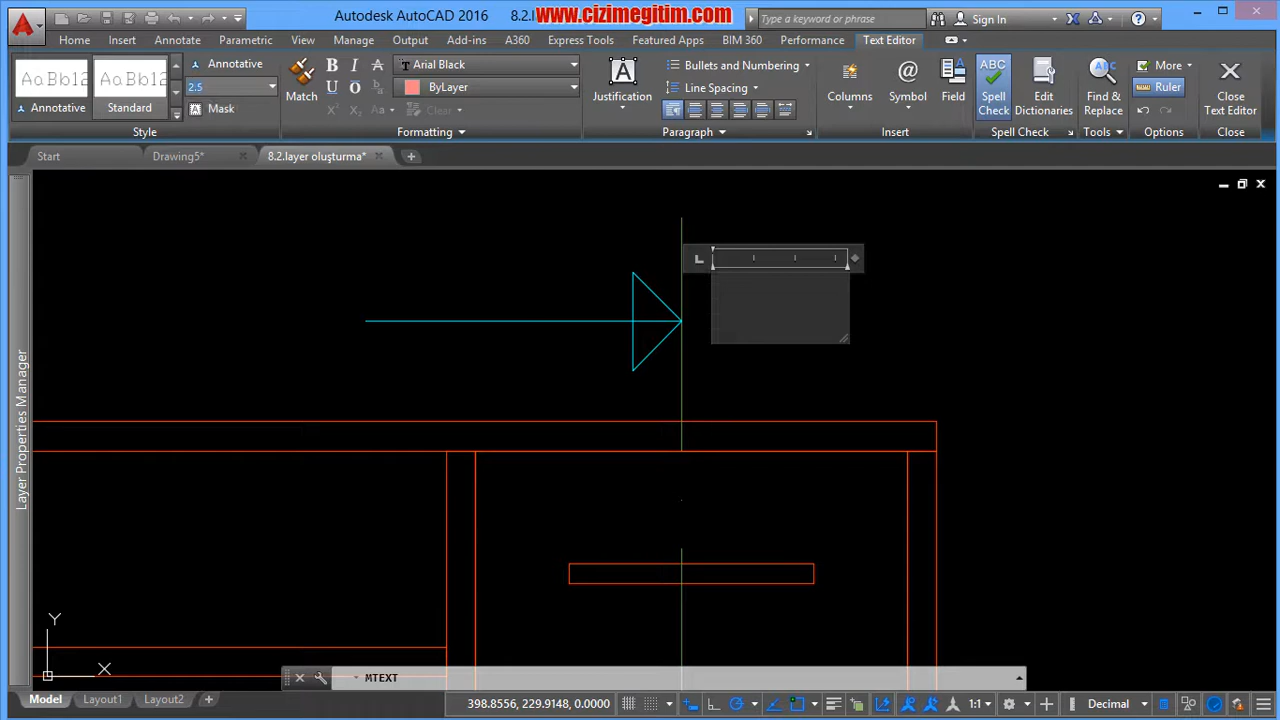 Autodesk AutoCAD 2016 8.2.l www.cizimegitim.com Type a keyword or phrase Sign In
Home Insert Annotate Parametric View Manage Output Add-ins A360 Express Tools Featured Apps BIM 360 Performance Text Editor
AaBb12 AaBb12 Annotative B I A Arial Black Bullets and Numbering More
2.5 U O ByLayer Line Spacing Ruler
Annotative Standard Mask Match Aa Clear Justification Columns Symbol Field ABC Spell Check Edit Dictionaries Find & Replace Close Text Editor
Style Formatting Paragraph Insert Spell Check Tools Options Close
Start Drawing5* 8.2.layer oluşturma*
Layer Properties Manager
Y
X
MTEXT
Model Layout1 Layout2 398.8556, 229.9148, 0.0000 1:1 Decimal